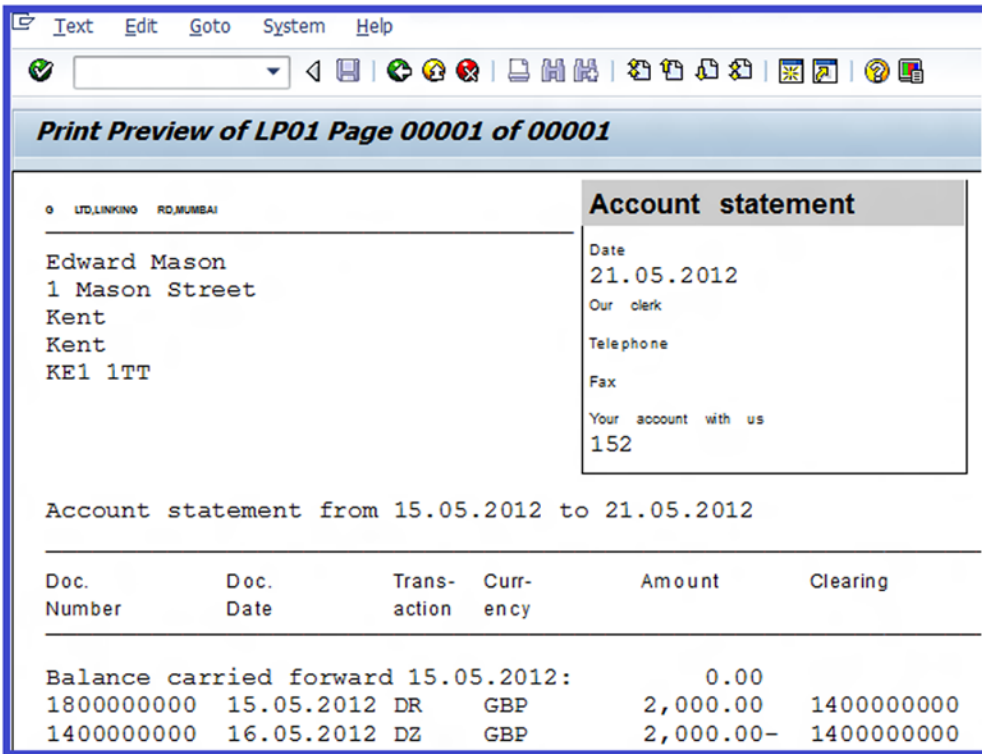 Text Edit Goto System Help
Print Preview of LP01 Page 00001 of 00001
G LTD,LINKING RD,MUMBAI
Edward Mason
1 Mason Street
Kent
Kent
KE1 1TT
Account statement
Date
21.05.2012
Our clerk
Telephone
Fax
Your account with us
152
Account statement from 15.05.2012 to 21.05.2012
Doc. Doc. Trans- Curr- Amount Clearing
Number Date action ency
Balance carried forward 15.05.2012: 0.00
1800000000 15.05.2012 DR GBP 2,000.00 1400000000
1400000000 16.05.2012 DZ GBP 2,000.00- 1400000000